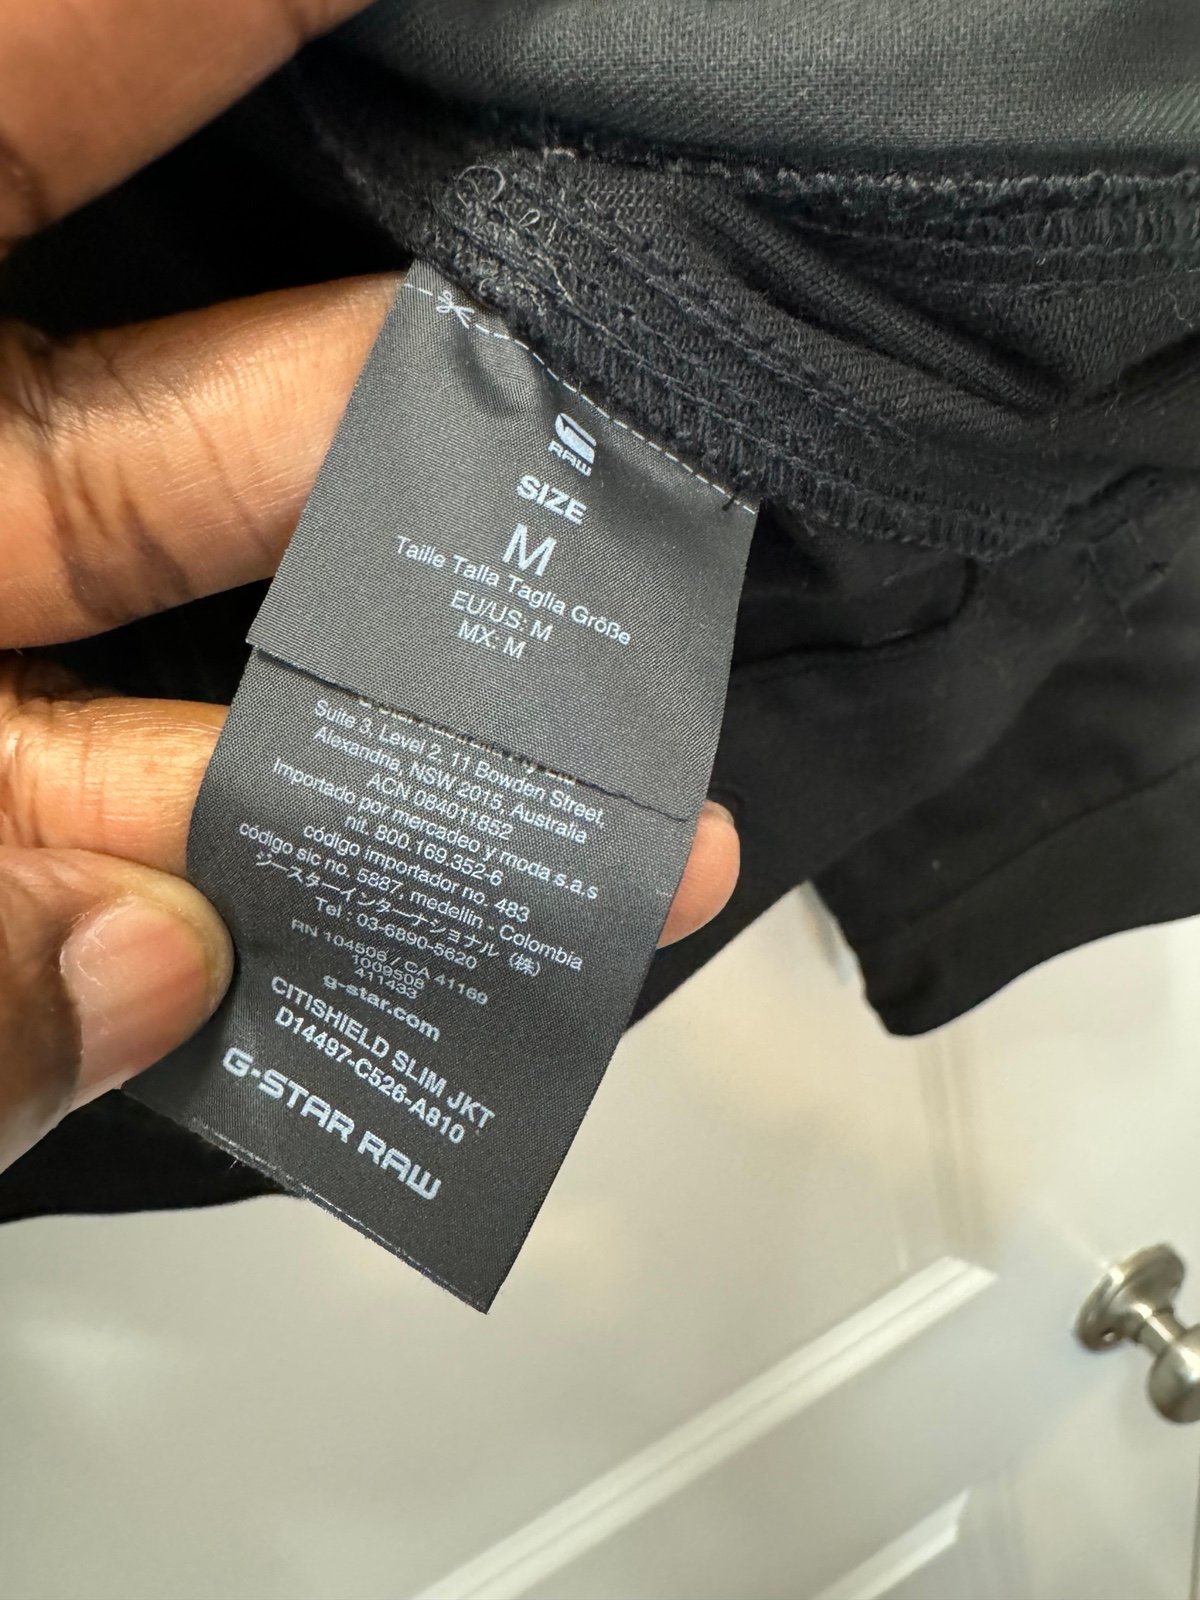 RAW
SIZE
M
Taille Talla Taglia Größe
EU/US: M
MX: M
Suite 3, Level 2, 11 Bowden Street,
Alexandria, NSW 2015, Australia
ACN 084011852
Importado por mercadeo y moda s.a.s
nit. 800.169.352-6
código importador no. 483
código sic no. 5887, medellin - Colombia
ジースターインターナショナル (株)
Tel : 03-6890-5620
RN 104506 / CA 41169
1009508
411433
g-star.com
CITISHIELD SLIM JKT
D14497-C526-A810
G-STAR RAW